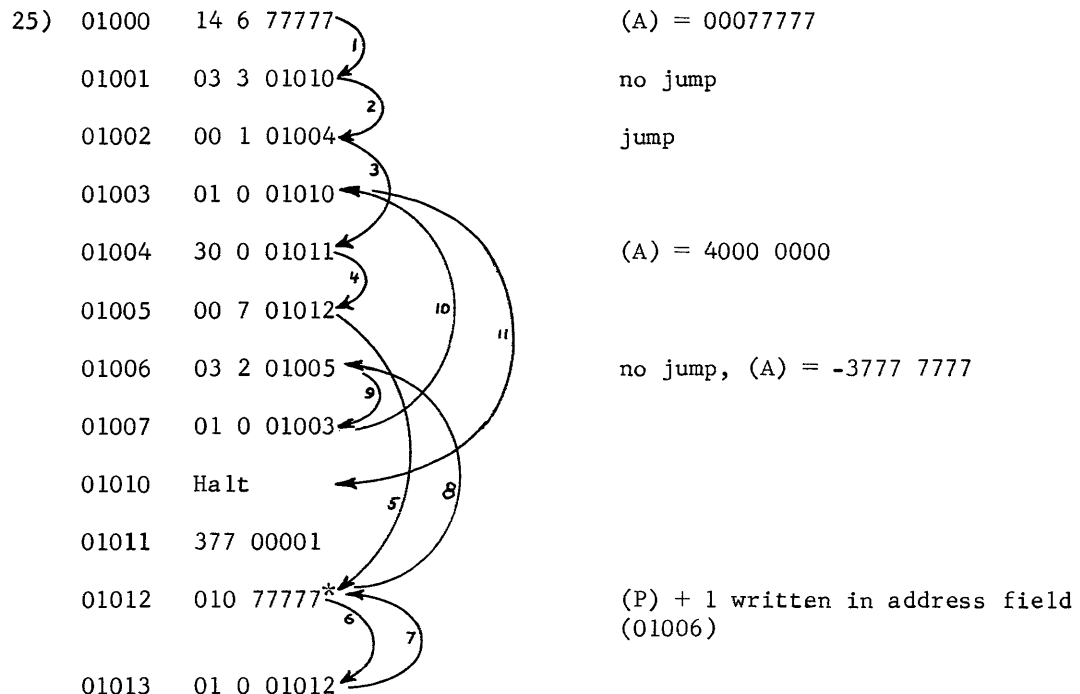 25) 01000 14 6 77777 (A) = 00077777
1
01001 03 3 01010 no jump
2
01002 00 1 01004 jump
3
01003 01 0 01010
01004 30 0 01011 (A) = 4000 0000
4
01005 00 7 01012 10
11
01006 03 2 01005 no jump, (A) = -3777 7777
9
01007 01 0 01003
01010 Halt
5 8
01011 377 00001
01012 010 77777* (P) + 1 written in address field
6 7 (01006)
01013 01 0 01012